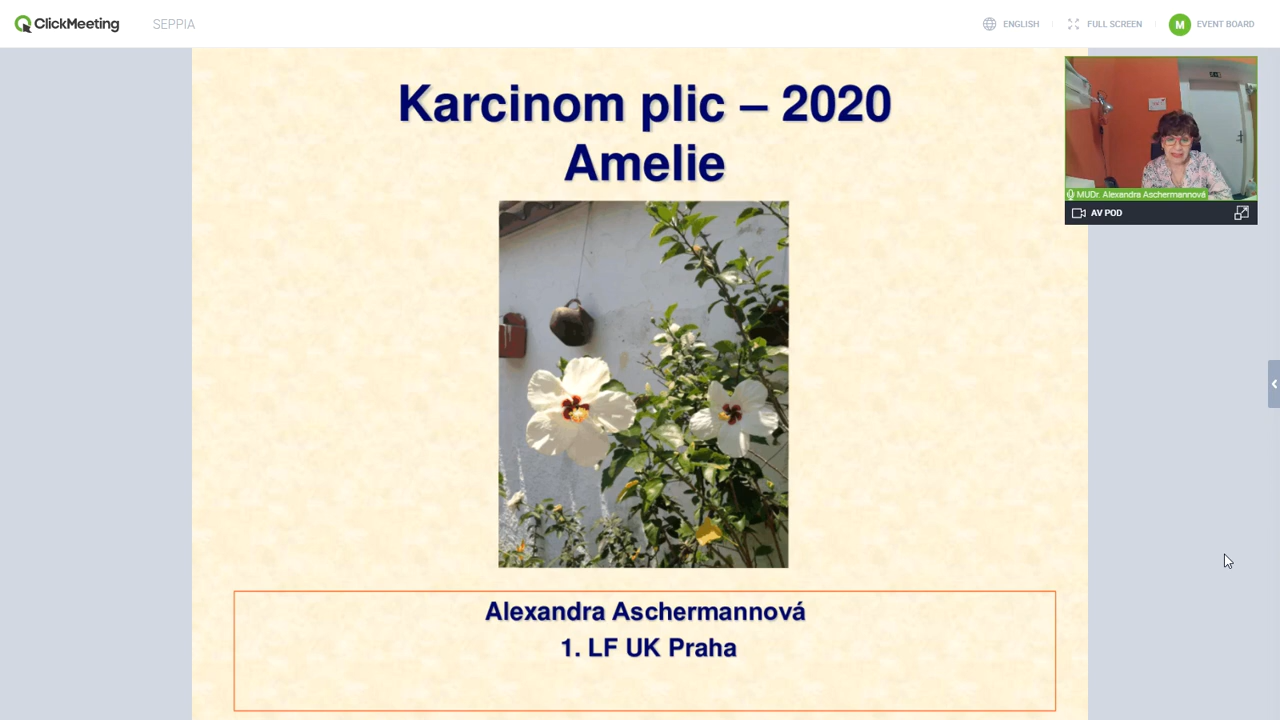 ClickMeeting
SEPPIA
ENGLISH
FULL SCREEN
M
EVENT BOARD
Karcinom plic – 2020
Amelie
MUDr. Alexandra Aschermannová
AV POD
Alexandra Aschermannová
1. LF UK Praha